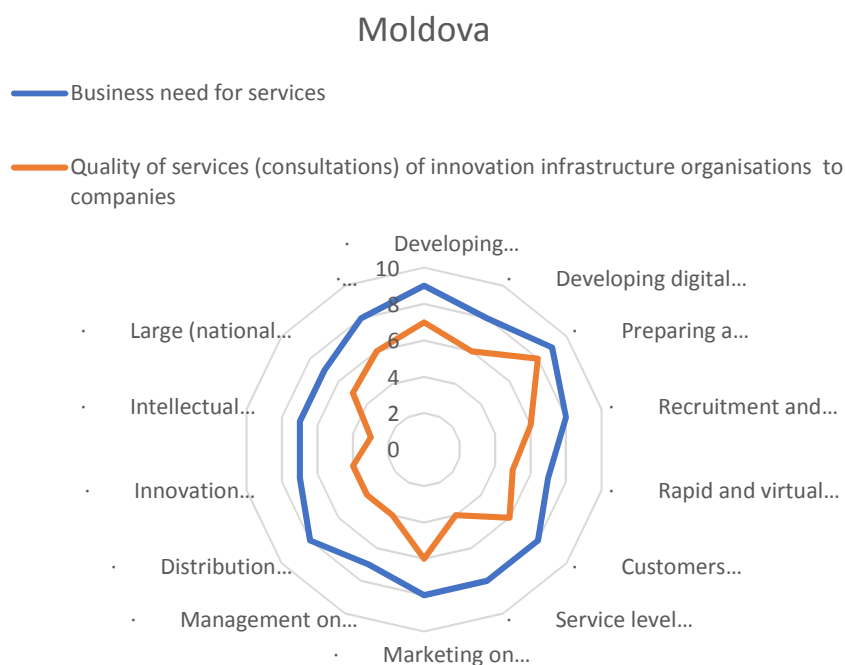 Moldova
Business need for services
Quality of services (consultations) of innovation infrastructure organisations to
companies
· Developing…
· …
· Developing digital…
· Large (national…
· Preparing a…
· Intellectual…
· Recruitment and…
· Innovation…
· Rapid and virtual…
· Distribution…
· Customers…
· Management on…
· Service level…
· Marketing on…
10
8
6
4
2
0